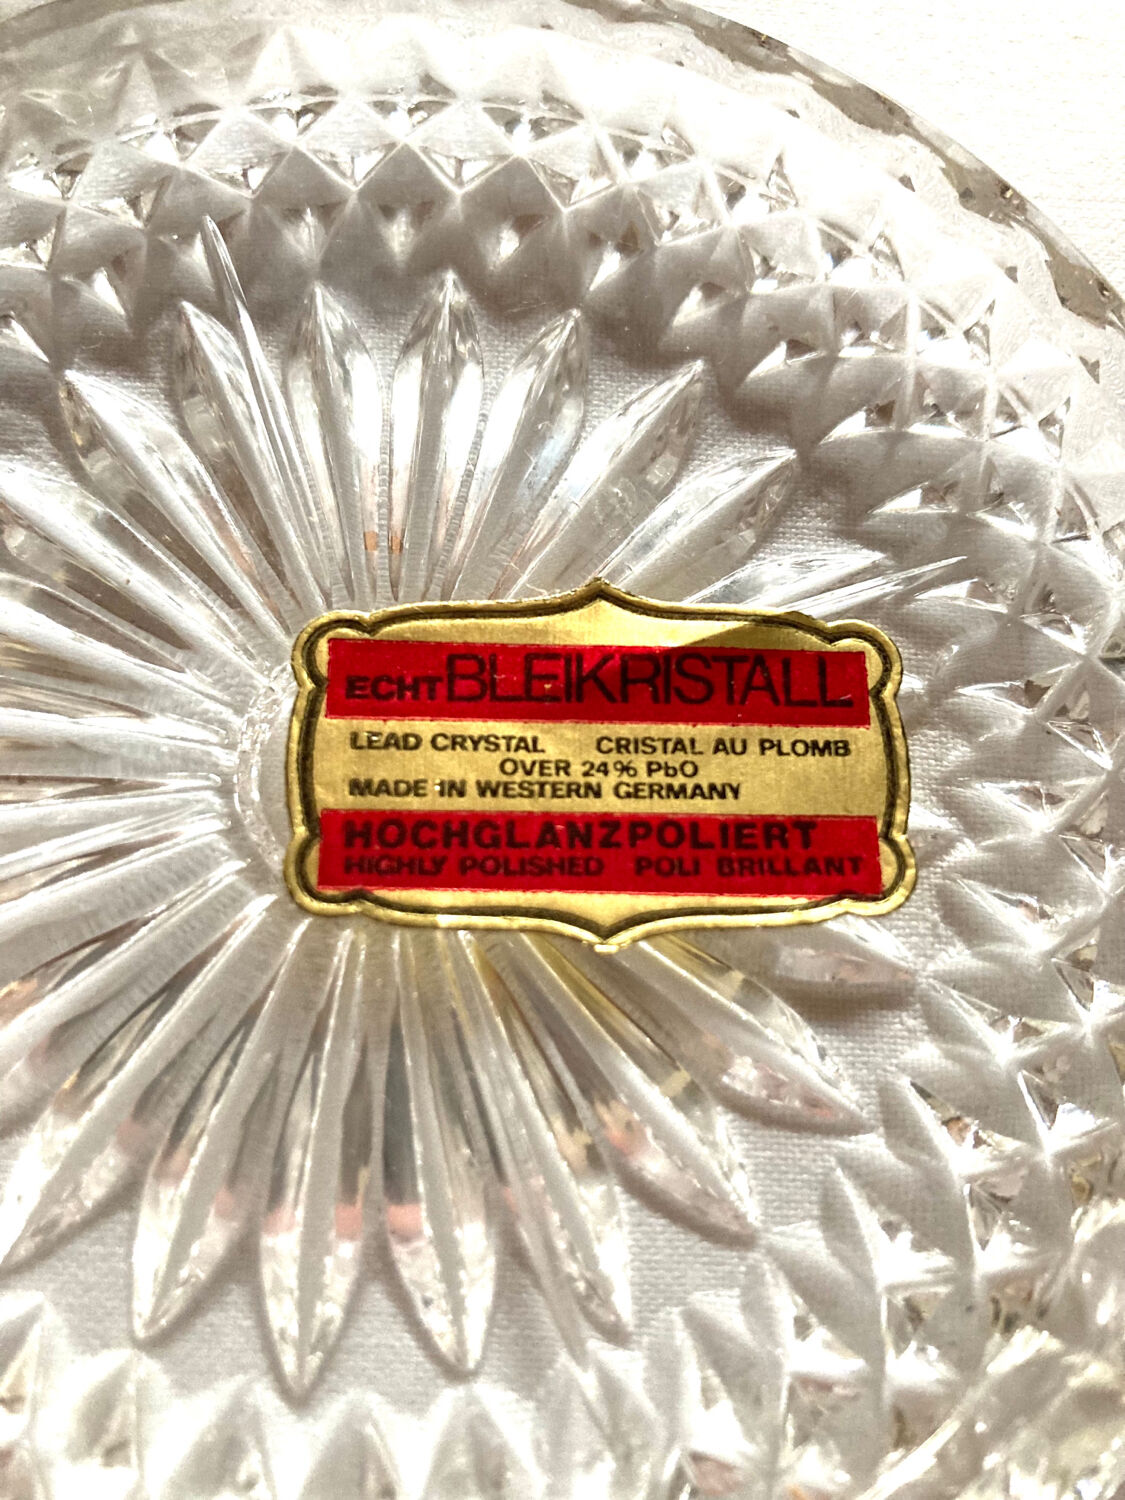 ECHT BLEIKRISTALL
LEAD CRYSTAL CRISTAL AU PLOMB
OVER 24% PbO
MADE IN WESTERN GERMANY
HOCHGLANZPOLIERT
HIGHLY POLISHED POLI BRILLANT